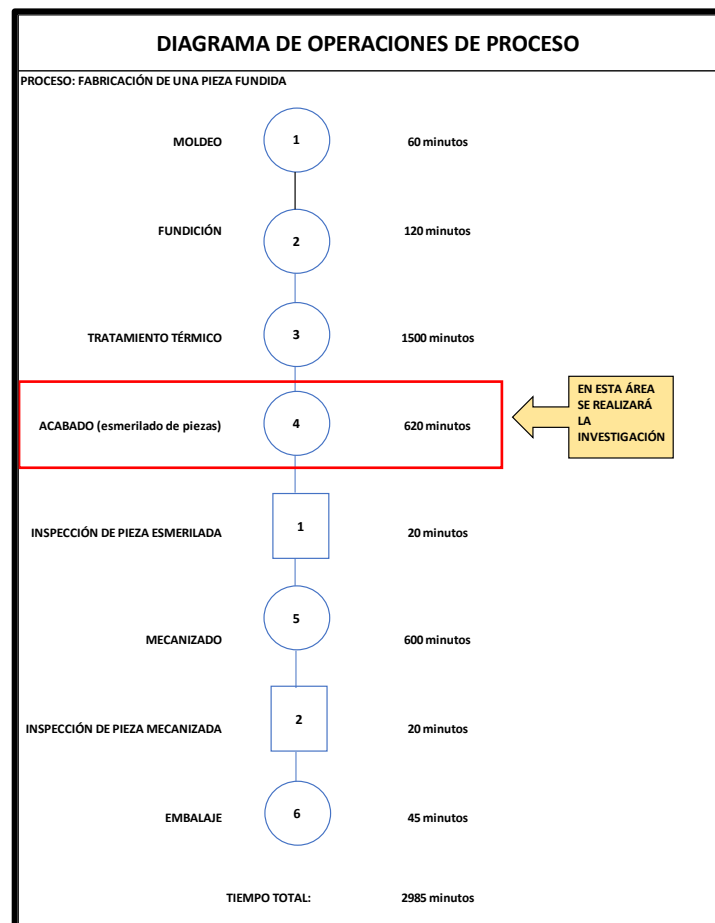 DIAGRAMA DE OPERACIONES DE PROCESO
PROCESO: FABRICACIÓN DE UNA PIEZA FUNDIDA
MOLDEO 1 60 minutos
FUNDICIÓN 2 120 minutos
TRATAMIENTO TÉRMICO 3 1500 minutos
ACABADO (esmerilado de piezas) 4 620 minutos
EN ESTA ÁREA
SE REALIZARÁ
LA
INVESTIGACIÓN
INSPECCIÓN DE PIEZA ESMERILADA 1 20 minutos
MECANIZADO 5 600 minutos
INSPECCIÓN DE PIEZA MECANIZADA 2 20 minutos
EMBALAJE 6 45 minutos
TIEMPO TOTAL: 2985 minutos